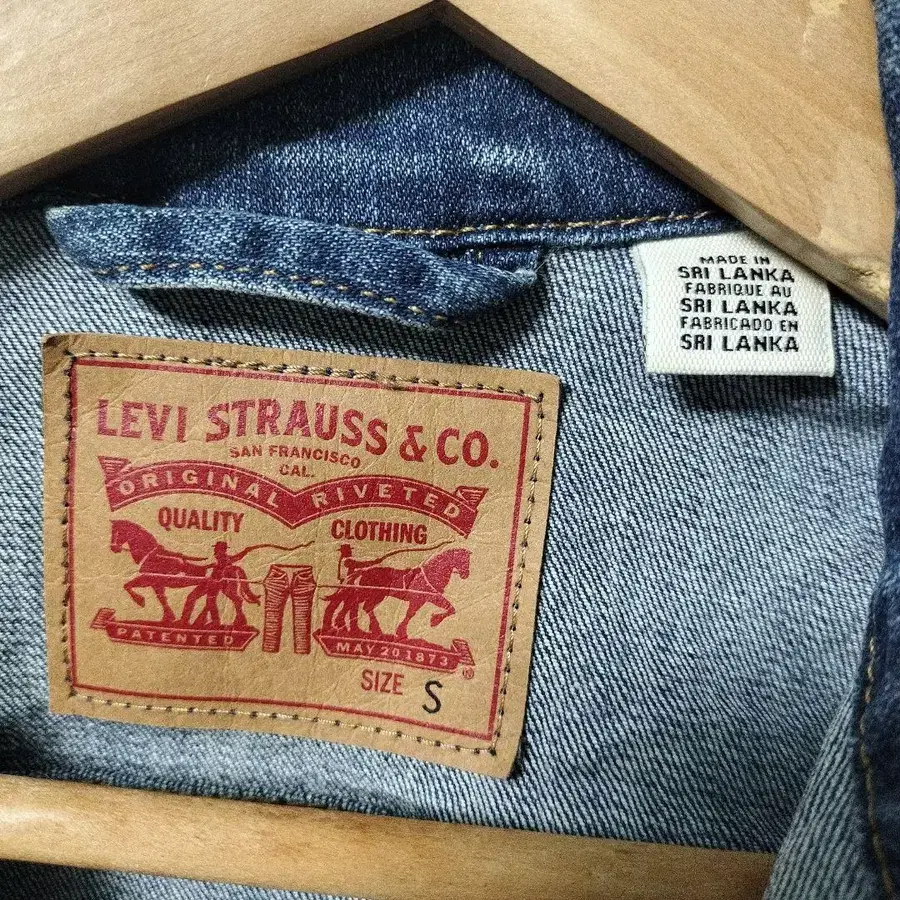 MADE IN
SRI LANKA
FABRIQUE AU
SRI LANKA
FABRICADO EN
SRI LANKA
LEVI STRAUSS & CO.
SAN FRANCISCO
CAL.
ORIGINAL RIVETED
QUALITY CLOTHING
PATENTED MAY 20 1873
®
SIZE S